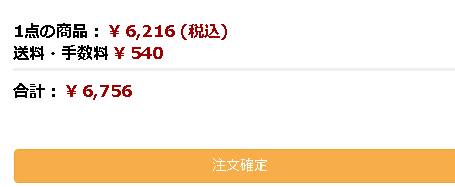 1点の商品： ¥ 6,216 (税込)
送料・手数料 ¥ 540
合計： ¥ 6,756
注文確定